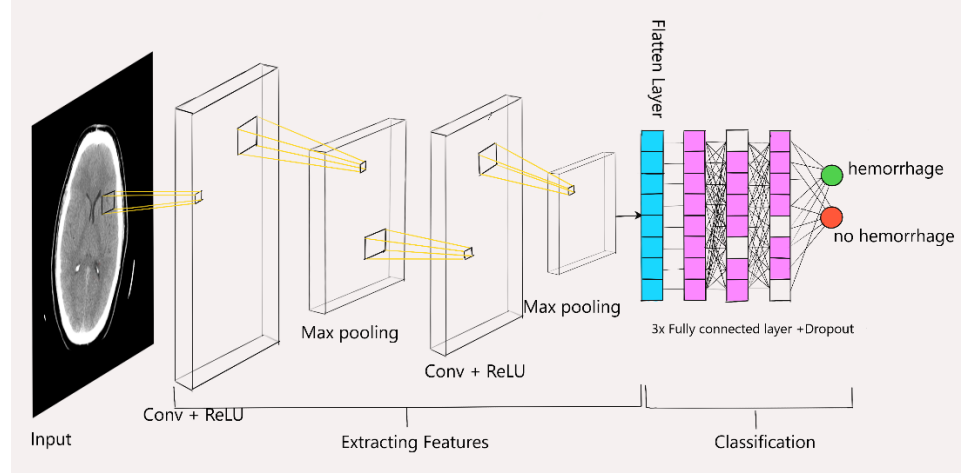 Flatten Layer
hemorrhage
no hemorrhage
Max pooling
Max pooling
3x Fully connected layer +Dropout
Conv + ReLU
Conv + ReLU
Input
Extracting Features
Classification